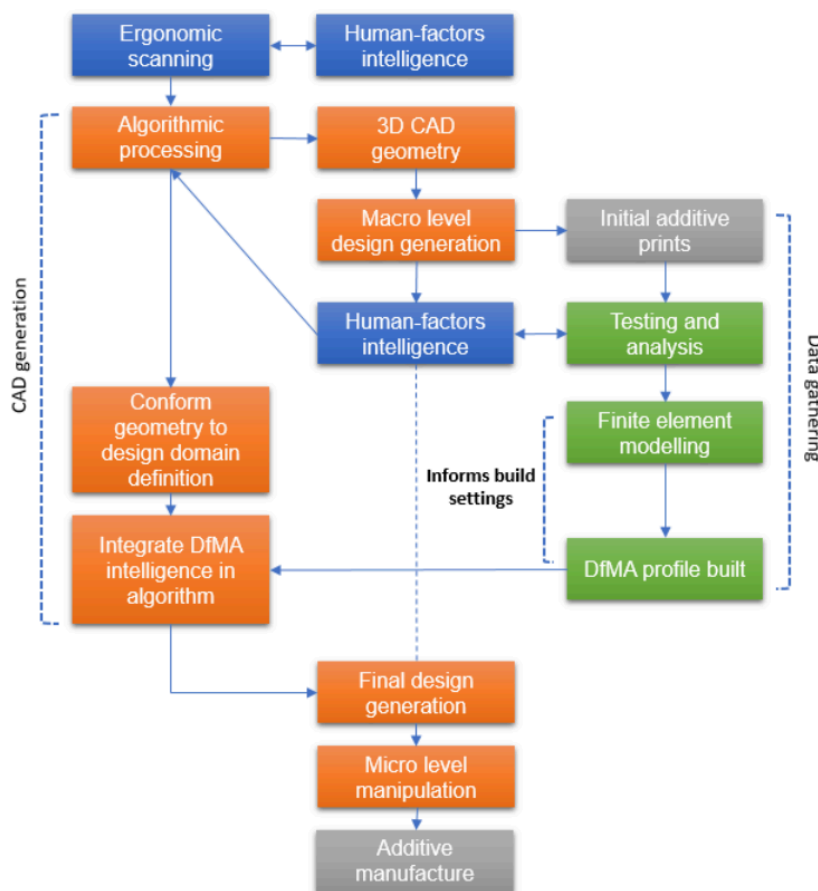 Ergonomic
scanning
Human-factors
intelligence
Algorithmic
processing
3D CAD
geometry
Macro level
design generation
Initial additive
prints
Human-factors
intelligence
Testing and
analysis
CAD generation
Data gathering
Conform
geometry to
design domain
definition
Finite element
modelling
Informs build
settings
Integrate DfMA
intelligence in
algorithm
DfMA profile built
Final design
generation
Micro level
manipulation
Additive
manufacture